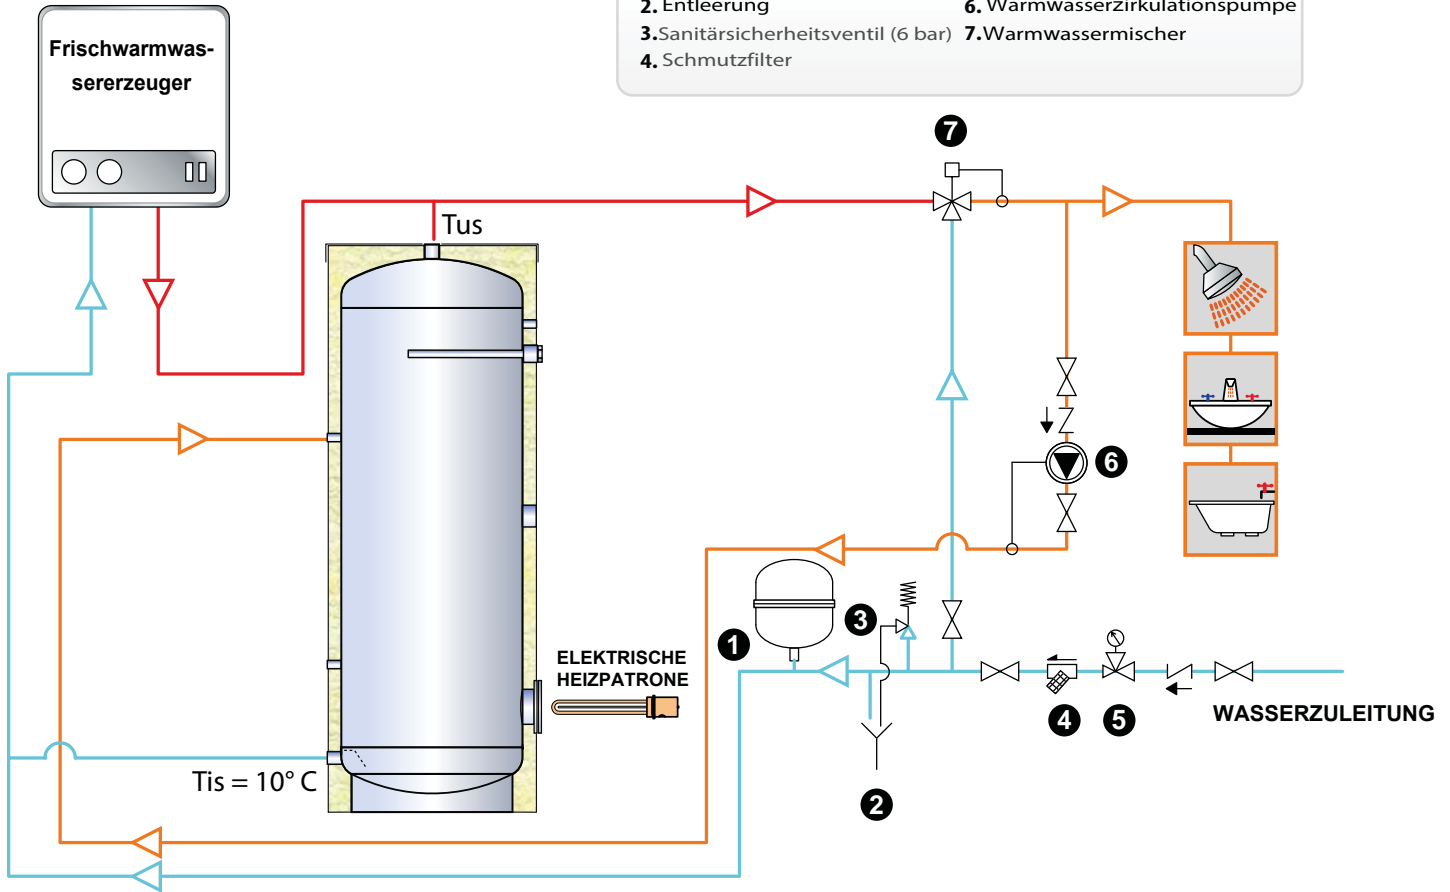 2. Entleerung
6. Warmwasserzirkulationspumpe
3.Sanitärsicherheitsventil (6 bar)
7.Warmwassermischer
4. Schmutzfilter
Frischwarmwas-
sererzeuger
7
Tus
6
3
1
ELEKTRISCHE
HEIZPATRONE
4
5
WASSERZULEITUNG
Tis = 10° C
2